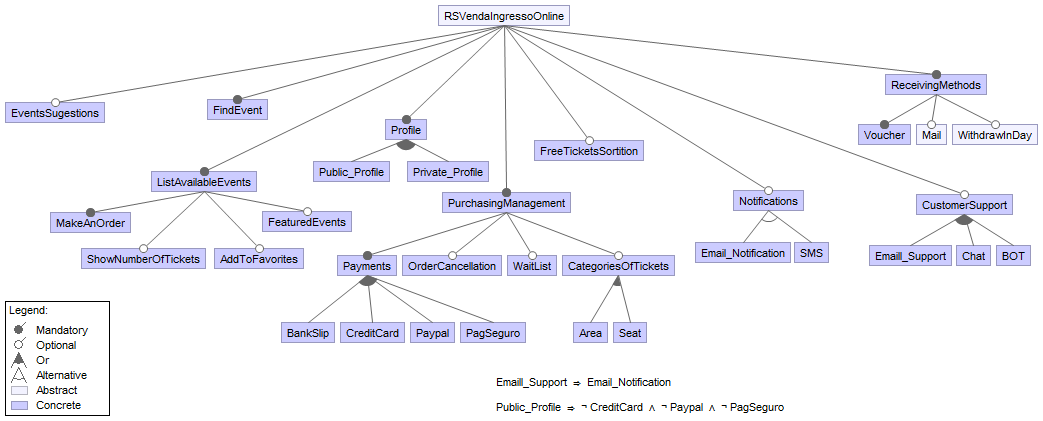 RSVendaIngressoOnline
ReceivingMethods
EventsSugestions
FindEvent
Profile
Voucher
Mail
WithdrawInDay
FreeTicketsSortition
Public_Profile
Private_Profile
ListAvailableEvents
PurchasingManagement
Notifications
CustomerSupport
MakeAnOrder
FeaturedEvents
ShowNumberOfTickets
AddToFavorites
Email_Notification
SMS
Emaill_Support
Chat
BOT
Payments
OrderCancellation
WaitList
CategoriesOfTickets
BankSlip
CreditCard
Paypal
PagSeguro
Area
Seat
Legend:
Mandatory
Optional
Or
Alternative
Abstract
Concrete
Emaill_Support ⇒ Email_Notification
Public_Profile ⇒ ¬ CreditCard ∧ ¬ Paypal ∧ ¬ PagSeguro